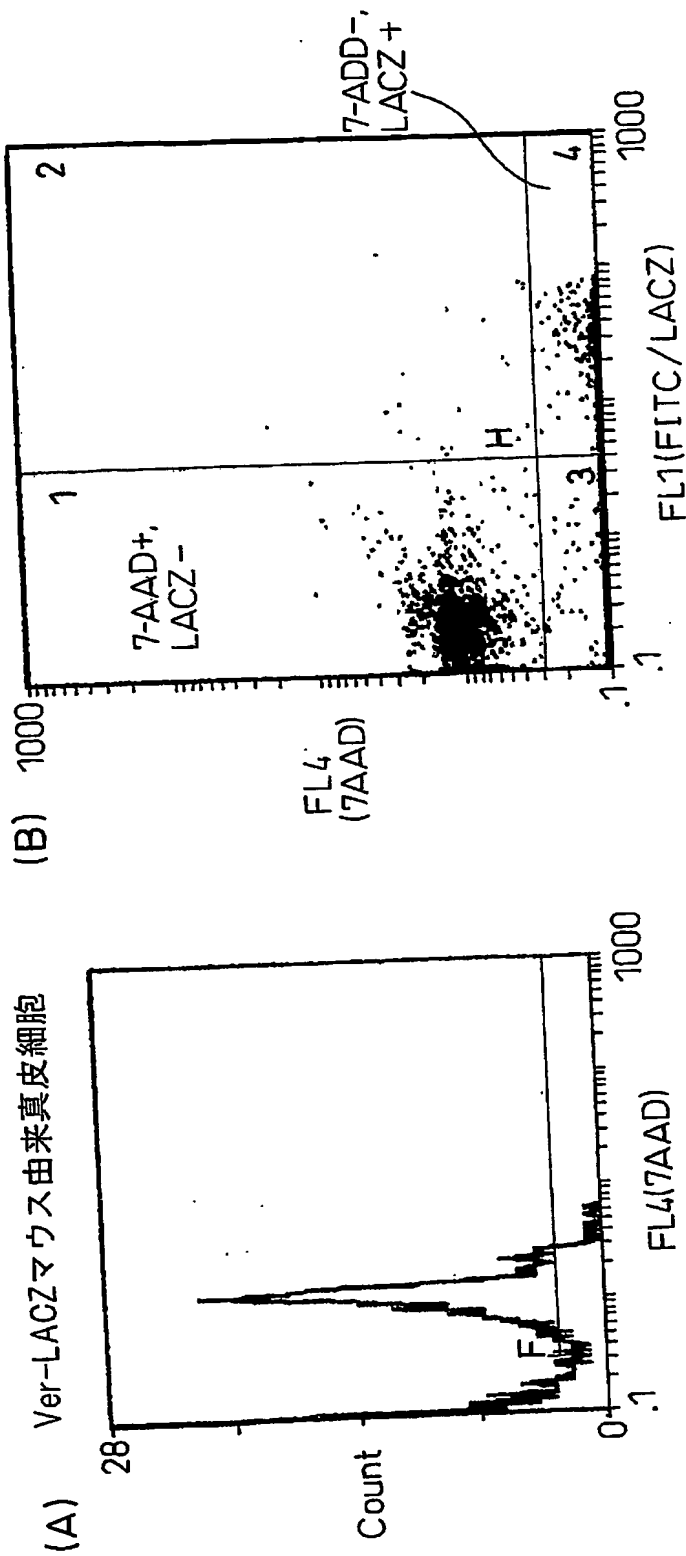 (A) Ver-LACZマウス由来真皮細胞
28
Count
0
F
.1
1000
FL4(7AAD)
(B)
1000
FL4
(7AAD)
.1
1
2
7-AAD+,
LACZ-
H
3
4
7-ADD-,
LACZ+
.1
1000
FL1(FITC/LACZ)